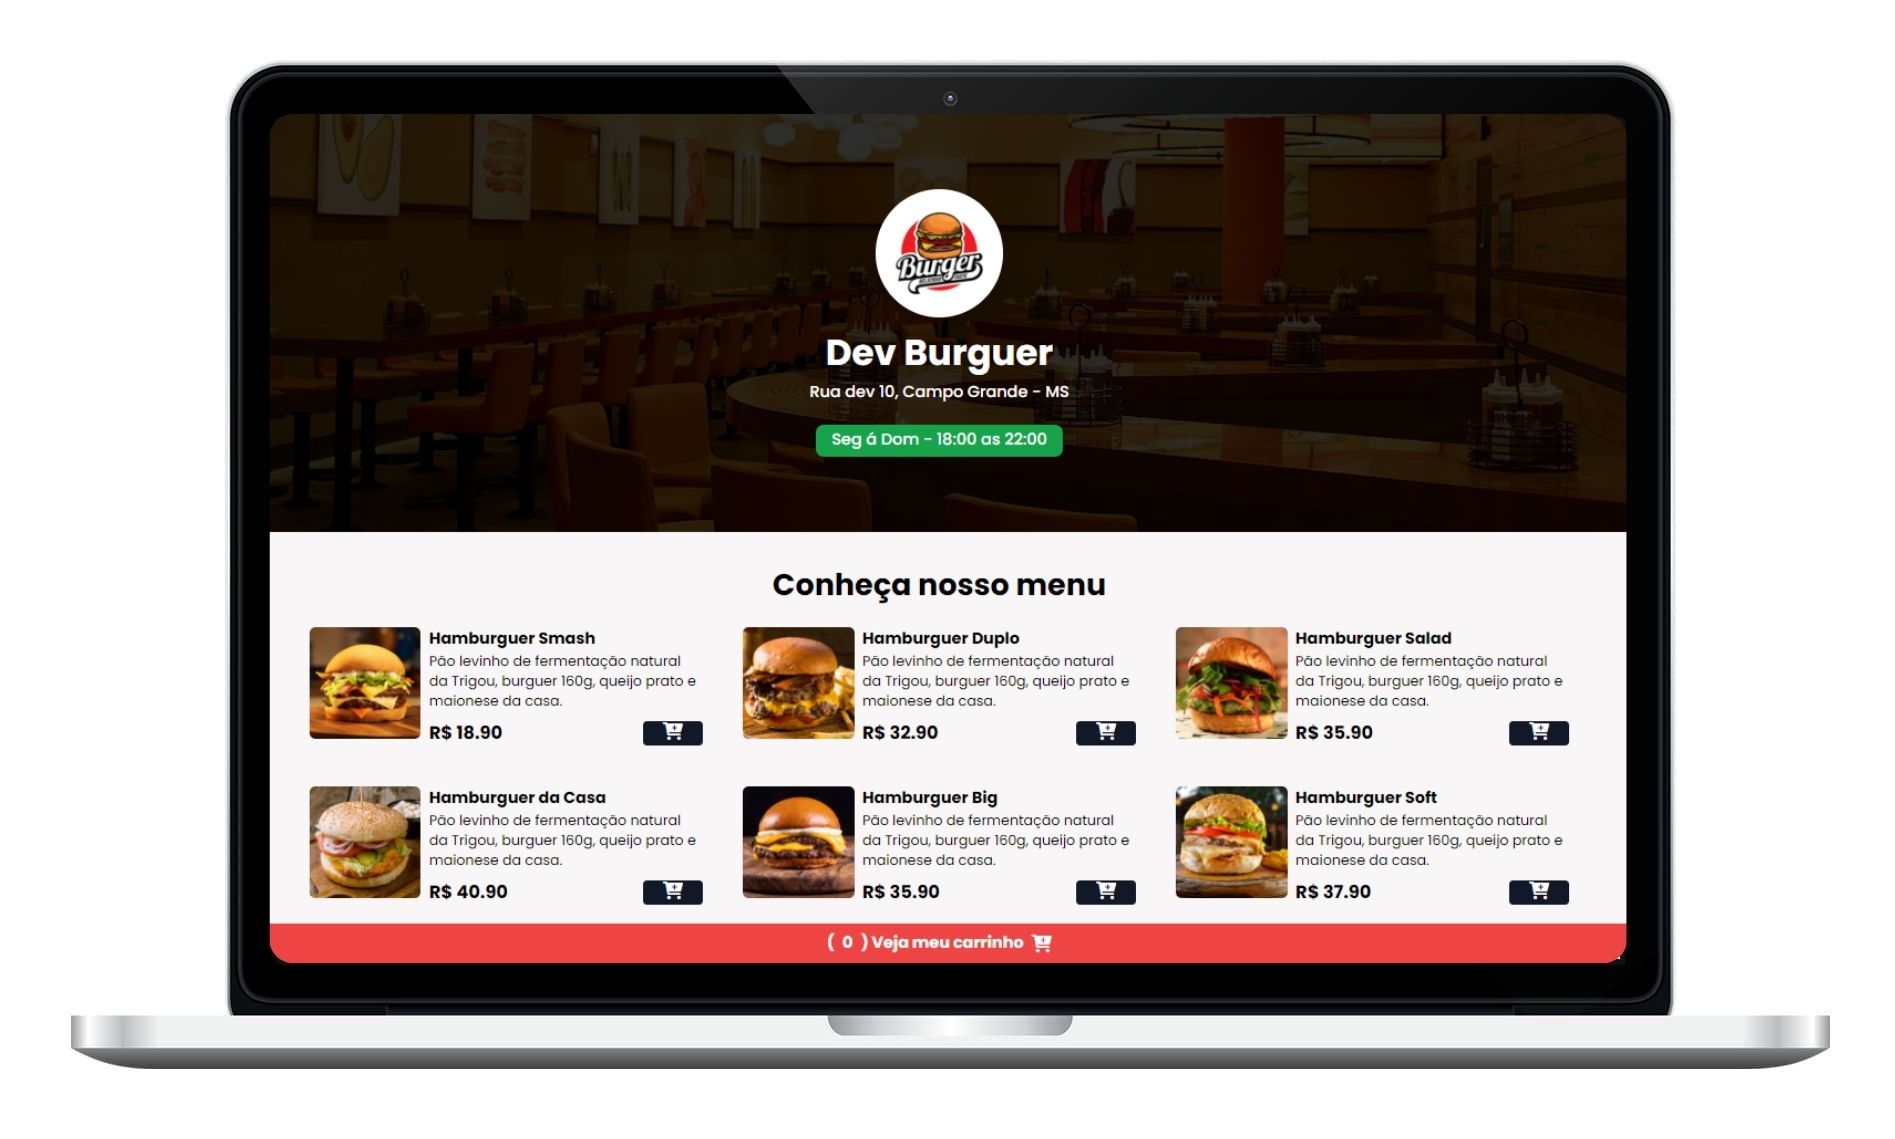 Burger
Dev Burguer
Rua dev 10, Campo Grande - MS
Seg á Dom - 18:00 as 22:00
Conheça nosso menu
Hamburguer Smash
Pão levinho de fermentação natural
da Trigou, burguer 160g, queijo prato e
maionese da casa.
R$ 18.90
Hamburguer Duplo
Pão levinho de fermentação natural
da Trigou, burguer 160g, queijo prato e
maionese da casa.
R$ 32.90
Hamburguer Salad
Pão levinho de fermentação natural
da Trigou, burguer 160g, queijo prato e
maionese da casa.
R$ 35.90
Hamburguer da Casa
Pão levinho de fermentação natural
da Trigou, burguer 160g, queijo prato e
maionese da casa.
R$ 40.90
Hamburguer Big
Pão levinho de fermentação natural
da Trigou, burguer 160g, queijo prato e
maionese da casa.
R$ 35.90
Hamburguer Soft
Pão levinho de fermentação natural
da Trigou, burguer 160g, queijo prato e
maionese da casa.
R$ 37.90
( 0 ) Veja meu carrinho